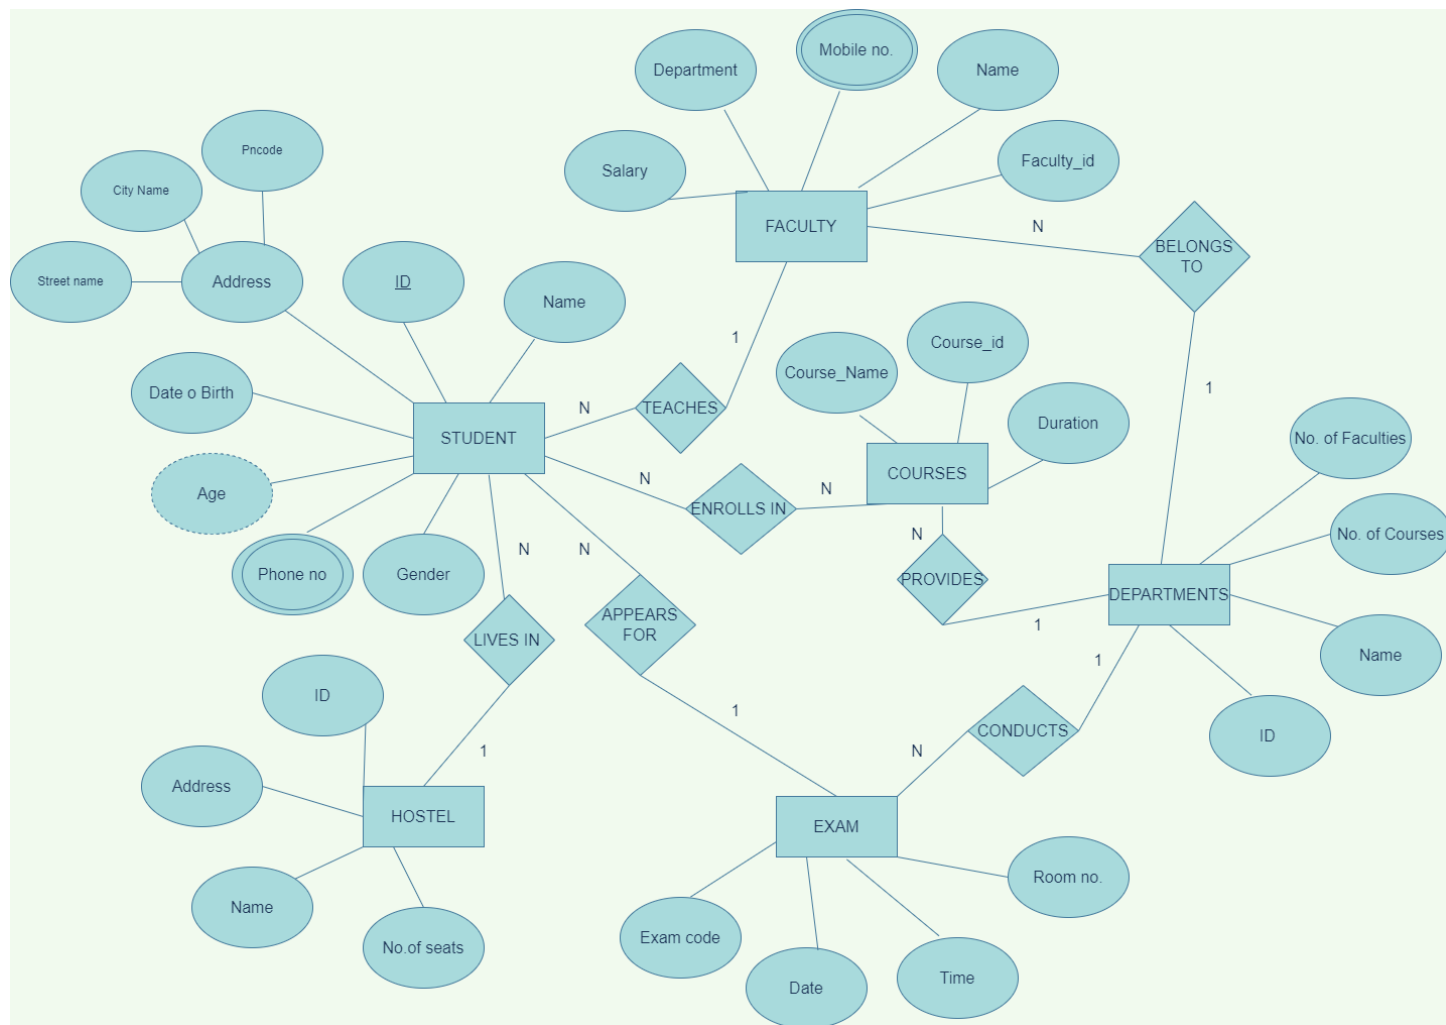 Mobile no.
Department
Name
Pncode
Faculty_id
Salary
City Name
FACULTY
N
BELONGS
TO
Street name
Address
ID
Name
1
Course_id
Course_Name
1
Date o Birth
N
TEACHES
Duration
STUDENT
No. of Faculties
COURSES
N
N
Age
ENROLLS IN
N
No. of Courses
N
N
Phone no
Gender
PROVIDES
DEPARTMENTS
APPEARS
FOR
1
LIVES IN
Name
1
ID
1
CONDUCTS
ID
1
N
Address
HOSTEL
EXAM
Room no.
Name
Exam code
No.of seats
Time
Date